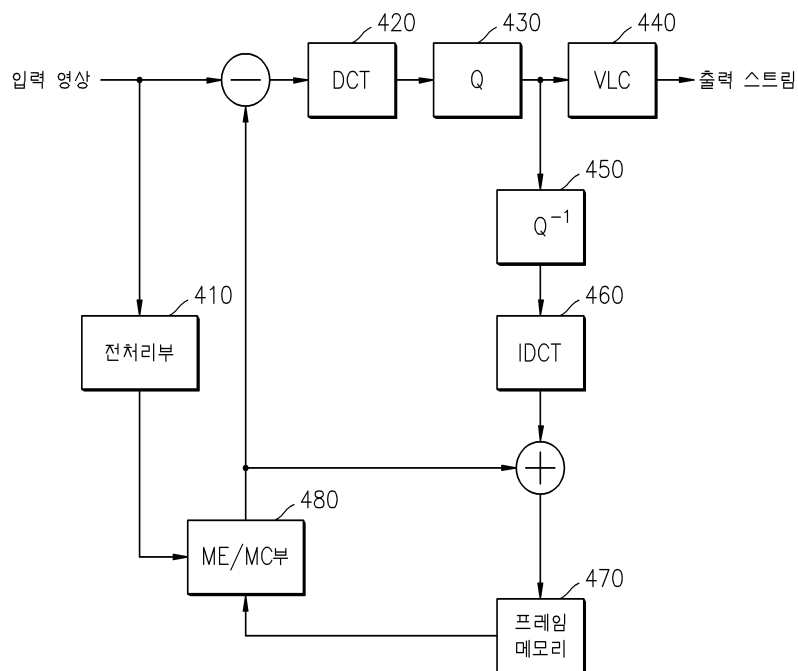 420
430
440
입력 영상
DCT
Q
VLC
출력 스트림
450
Q⁻¹
410
460
전처리부
IDCT
480
ME/MC부
470
프레임
메모리